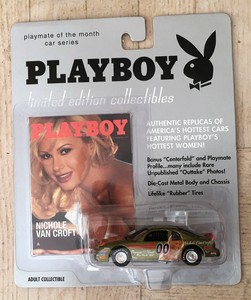 playmate of the month
car series
PLAYBOY
limited edition collectibles
AUTHENTIC REPLICAS OF
AMERICA'S HOTTEST CARS
FEATURING PLAYBOY'S
HOTTEST WOMEN!
Bonus "Centerfold" and Playmate
Profile...many include Rare
Unpublished "Outtake" Photos!
Die-Cast Metal Body and Chassis
Lifelike "Rubber" Tires
PLAYBOY
NICHOLE
VAN CROFT
00
ADULT COLLECTIBLE